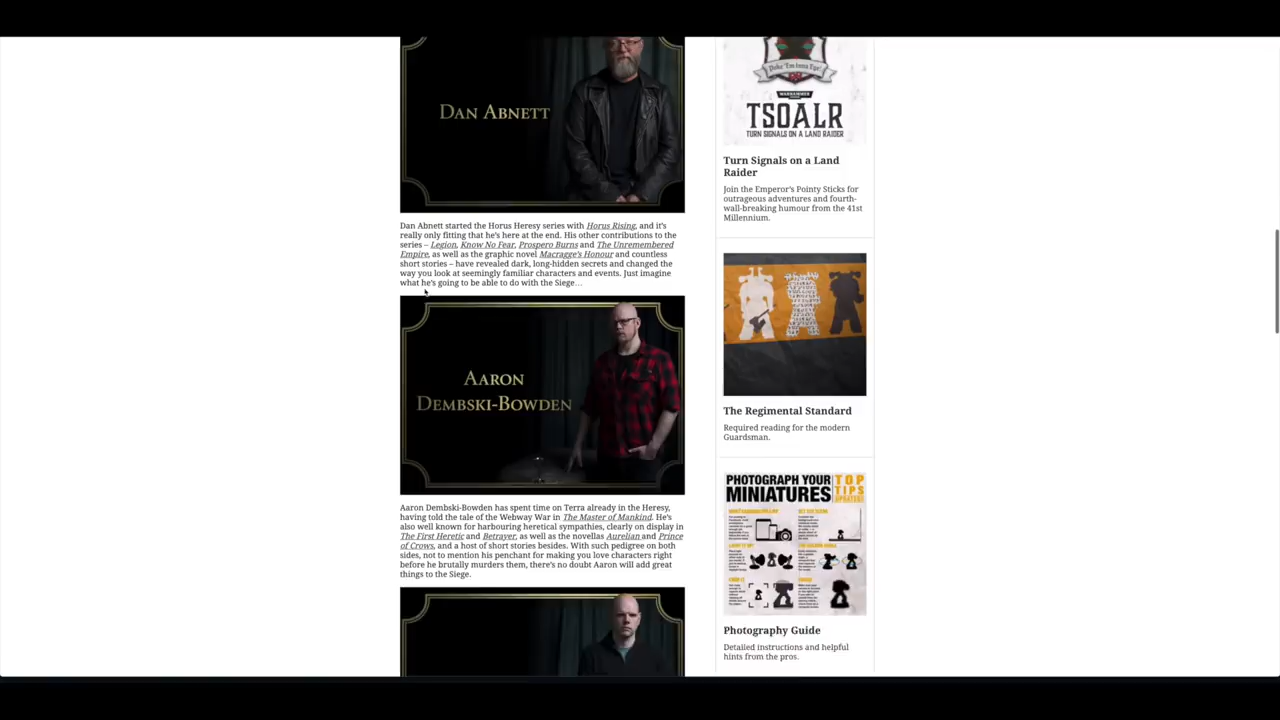 Dan Abnett
Dan Abnett started the Horus Heresy series with Horus Rising, and it's
really only fitting that he's here at the end. His other contributions to the
series – Legion, Know No Fear, Prospero Burns and The Unremembered
Empire, as well as the graphic novel Macragge's Honour and countless
short stories – have revealed dark, long-hidden secrets and changed the
way you look at seemingly familiar characters and events. Just imagine
what he's going to be able to do with the Siege…
Aaron
Dembski-Bowden
Aaron Dembski-Bowden has spent time on Terra already in the Heresy,
having told the tale of the Webway War in The Master of Mankind. He's
also well known for harbouring heretical sympathies, clearly on display in
The First Heretic and Betrayer, as well as the novellas Aurelian and Prince
of Crows, and a host of short stories besides. With such pedigree on both
sides, not to mention his penchant for making you love characters right
before he brutally murders them, there's no doubt Aaron will add great
things to the Siege.
WARHAMMER
TSOALR
TURN SIGNALS ON A LAND RAIDER
Turn Signals on a Land
Raider
Join the Emperor's Pointy Sticks for
outrageous adventures and fourth-
wall-breaking humour from the 41st
Millennium.
The Regimental Standard
Required reading for the modern
Guardsman.
PHOTOGRAPH YOUR
MINIATURES
TOP
TIPS
Photography Guide
Detailed instructions and helpful
hints from the pros.